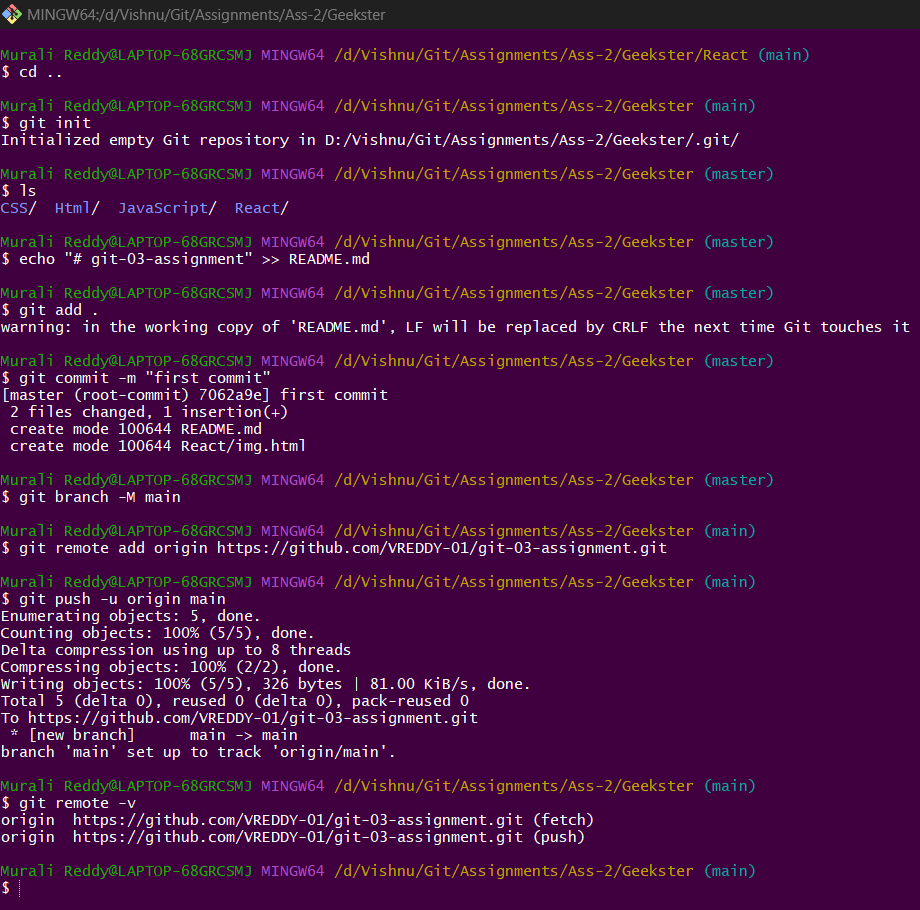 MINGW64:/d/Vishnu/Git/Assignments/Ass-2/Geekster
Murali Reddy@LAPTOP-68GRCSMJ MINGW64 /d/Vishnu/Git/Assignments/Ass-2/Geekster/React (main)
$ cd ..
Murali Reddy@LAPTOP-68GRCSMJ MINGW64 /d/Vishnu/Git/Assignments/Ass-2/Geekster (main)
$ git init
Initialized empty Git repository in D:/Vishnu/Git/Assignments/Ass-2/Geekster/.git/
Murali Reddy@LAPTOP-68GRCSMJ MINGW64 /d/Vishnu/Git/Assignments/Ass-2/Geekster (master)
$ ls
CSS/  Html/  JavaScript/  React/
Murali Reddy@LAPTOP-68GRCSMJ MINGW64 /d/Vishnu/Git/Assignments/Ass-2/Geekster (master)
$ echo "# git-03-assignment" >> README.md
Murali Reddy@LAPTOP-68GRCSMJ MINGW64 /d/Vishnu/Git/Assignments/Ass-2/Geekster (master)
$ git add .
warning: in the working copy of 'README.md', LF will be replaced by CRLF the next time Git touches it
Murali Reddy@LAPTOP-68GRCSMJ MINGW64 /d/Vishnu/Git/Assignments/Ass-2/Geekster (master)
$ git commit -m "first commit"
[master (root-commit) 7062a9e] first commit
 2 files changed, 1 insertion(+)
 create mode 100644 README.md
 create mode 100644 React/img.html
Murali Reddy@LAPTOP-68GRCSMJ MINGW64 /d/Vishnu/Git/Assignments/Ass-2/Geekster (master)
$ git branch -M main
Murali Reddy@LAPTOP-68GRCSMJ MINGW64 /d/Vishnu/Git/Assignments/Ass-2/Geekster (main)
$ git remote add origin https://github.com/VREDDY-01/git-03-assignment.git
Murali Reddy@LAPTOP-68GRCSMJ MINGW64 /d/Vishnu/Git/Assignments/Ass-2/Geekster (main)
$ git push -u origin main
Enumerating objects: 5, done.
Counting objects: 100% (5/5), done.
Delta compression using up to 8 threads
Compressing objects: 100% (2/2), done.
Writing objects: 100% (5/5), 326 bytes | 81.00 KiB/s, done.
Total 5 (delta 0), reused 0 (delta 0), pack-reused 0
To https://github.com/VREDDY-01/git-03-assignment.git
 * [new branch]      main -> main
branch 'main' set up to track 'origin/main'.
Murali Reddy@LAPTOP-68GRCSMJ MINGW64 /d/Vishnu/Git/Assignments/Ass-2/Geekster (main)
$ git remote -v
origin  https://github.com/VREDDY-01/git-03-assignment.git (fetch)
origin  https://github.com/VREDDY-01/git-03-assignment.git (push)
Murali Reddy@LAPTOP-68GRCSMJ MINGW64 /d/Vishnu/Git/Assignments/Ass-2/Geekster (main)
$